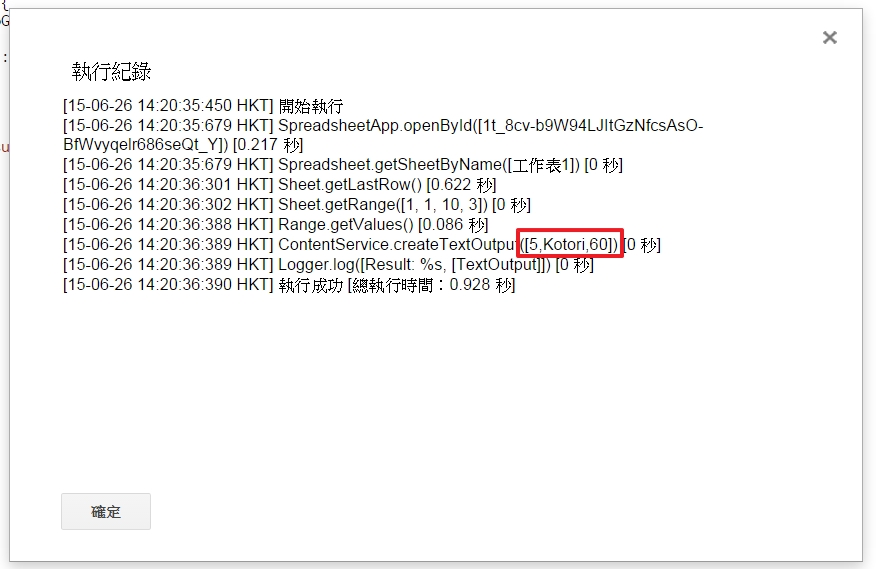 {
G
:
u
執行紀錄
[15-06-26 14:20:35:450 HKT] 開始執行
[15-06-26 14:20:35:679 HKT] SpreadsheetApp.openById([1t_8cv-b9W94LJItGzNfcsAsO-
BfWvyqelr686seQt_Y]) [0.217 秒]
[15-06-26 14:20:35:679 HKT] Spreadsheet.getSheetByName([工作表1]) [0 秒]
[15-06-26 14:20:36:301 HKT] Sheet.getLastRow() [0.622 秒]
[15-06-26 14:20:36:302 HKT] Sheet.getRange([1, 1, 10, 3]) [0 秒]
[15-06-26 14:20:36:388 HKT] Range.getValues() [0.086 秒]
[15-06-26 14:20:36:389 HKT] ContentService.createTextOutput([5,Kotori,60]) [0 秒]
[15-06-26 14:20:36:389 HKT] Logger.log([Result: %s, [TextOutput]]) [0 秒]
[15-06-26 14:20:36:390 HKT] 執行成功 [總執行時間：0.928 秒]
確定